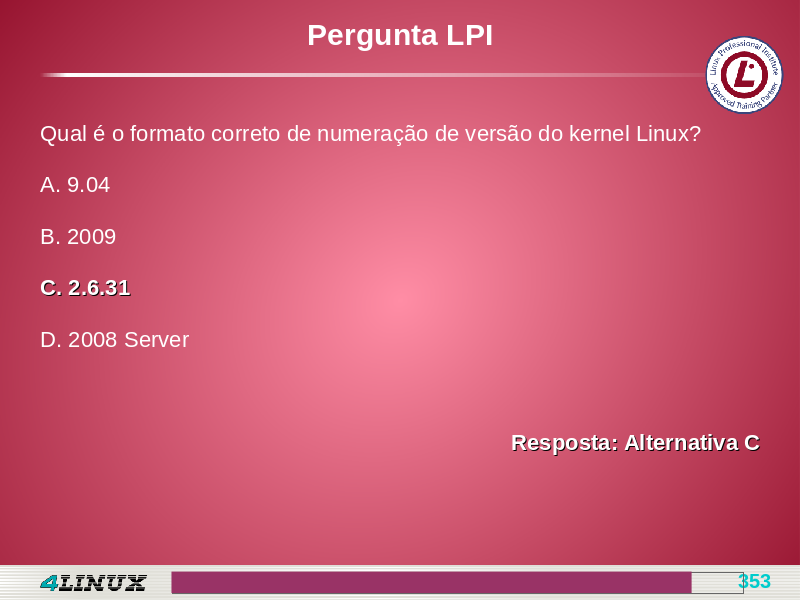 Pergunta LPI
Linux Professional Institute
Approved Training Partner
Qual é o formato correto de numeração de versão do kernel Linux?
A. 9.04
B. 2009
C. 2.6.31
D. 2008 Server
Resposta: Alternativa C
4LINUX
353